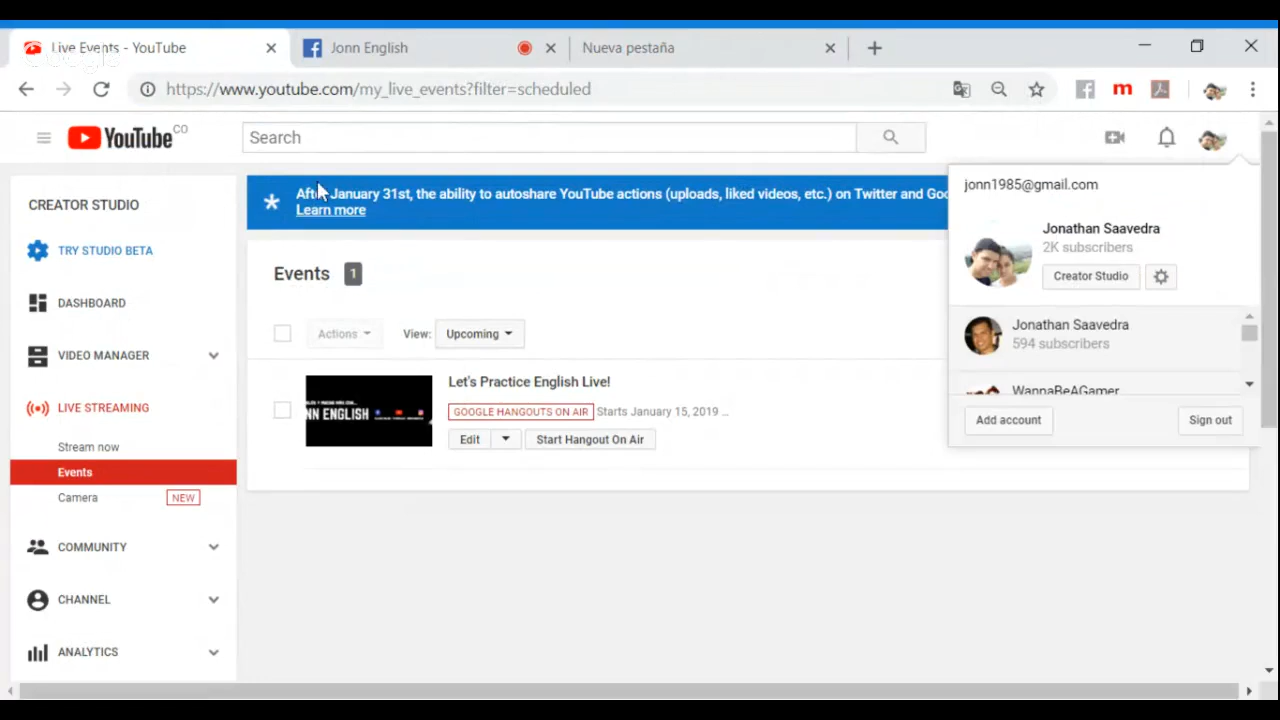 Live Events - YouTube
Jonn English
Nueva pestaña
Google
https://www.youtube.com/my_live_events?filter=scheduled
YouTube CO
Search
jonn1985@gmail.com
Jonathan Saavedra
2K subscribers
Creator Studio
Jonathan Saavedra
594 subscribers
WannaBeAGamer
Add account
Sign out
CREATOR STUDIO
TRY STUDIO BETA
DASHBOARD
VIDEO MANAGER
LIVE STREAMING
Stream now
Events
Camera NEW
COMMUNITY
CHANNEL
ANALYTICS
After January 31st, the ability to autoshare YouTube actions (uploads, liked videos, etc.) on Twitter and Goo
Learn more
Events 1
Actions View: Upcoming
NN ENGLISH
Let's Practice English Live!
GOOGLE HANGOUTS ON AIR Starts January 15, 2019 ...
Edit Start Hangout On Air